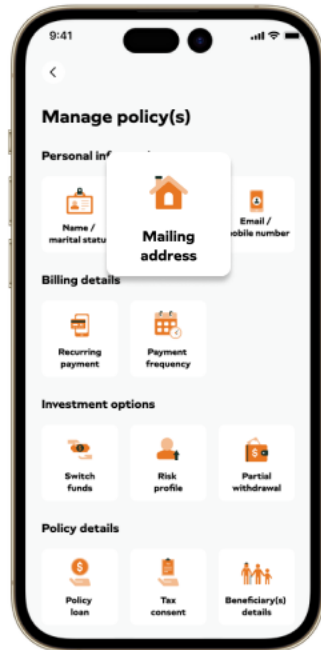 9:41
Manage policy(s)
Personal inf
Name /
marital statu
Mailing
address
Email /
obile number
Billing details
Recurring
payment
Payment
frequency
Investment options
Switch
funds
Risk
profile
Partial
withdrawal
Policy details
Policy
loan
Tax
consent
Beneficiary(s)
details